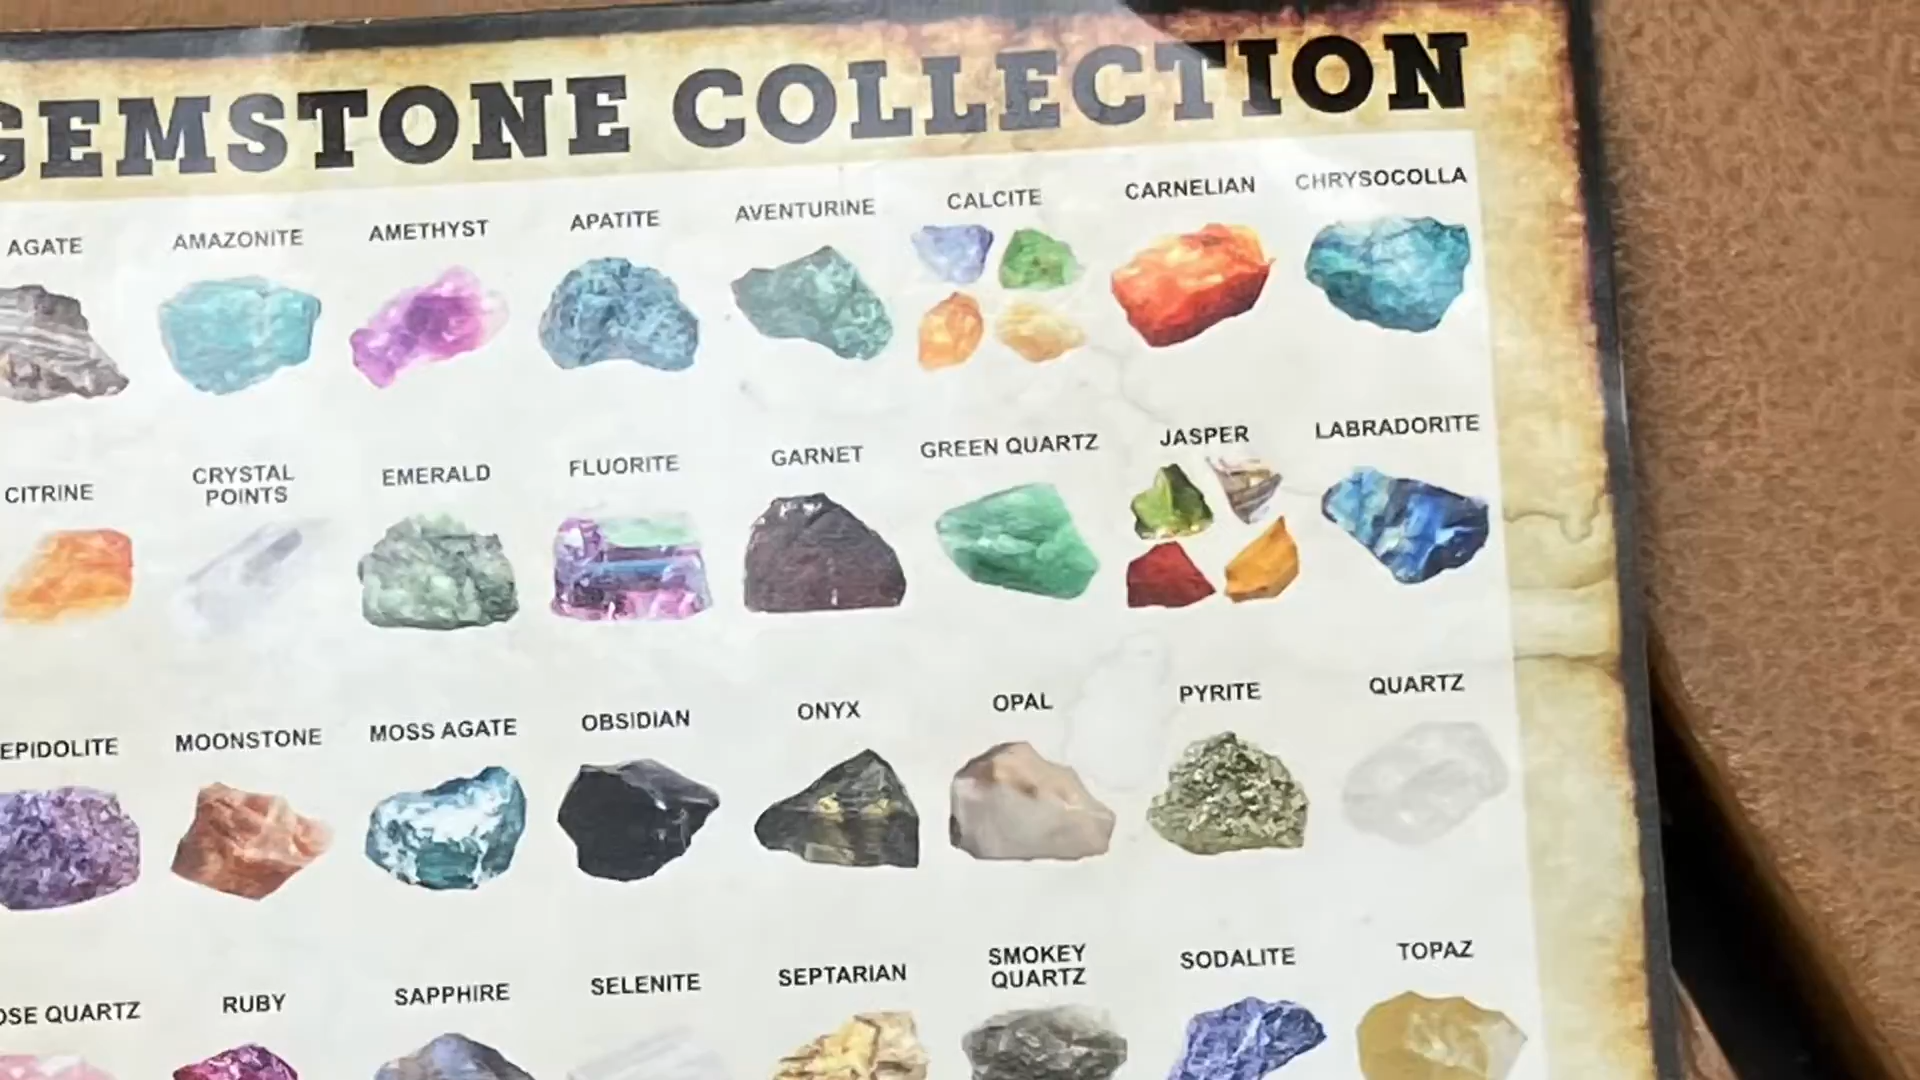 GEMSTONE COLLECTION
AGATE AMAZONITE AMETHYST APATITE AVENTURINE CALCITE CARNELIAN CHRYSOCOLLA
CITRINE CRYSTAL POINTS EMERALD FLUORITE GARNET GREEN QUARTZ JASPER LABRADORITE
EPIDOLITE MOONSTONE MOSS AGATE OBSIDIAN ONYX OPAL PYRITE QUARTZ
OSE QUARTZ RUBY SAPPHIRE SELENITE SEPTARIAN SMOKEY QUARTZ SODALITE TOPAZ